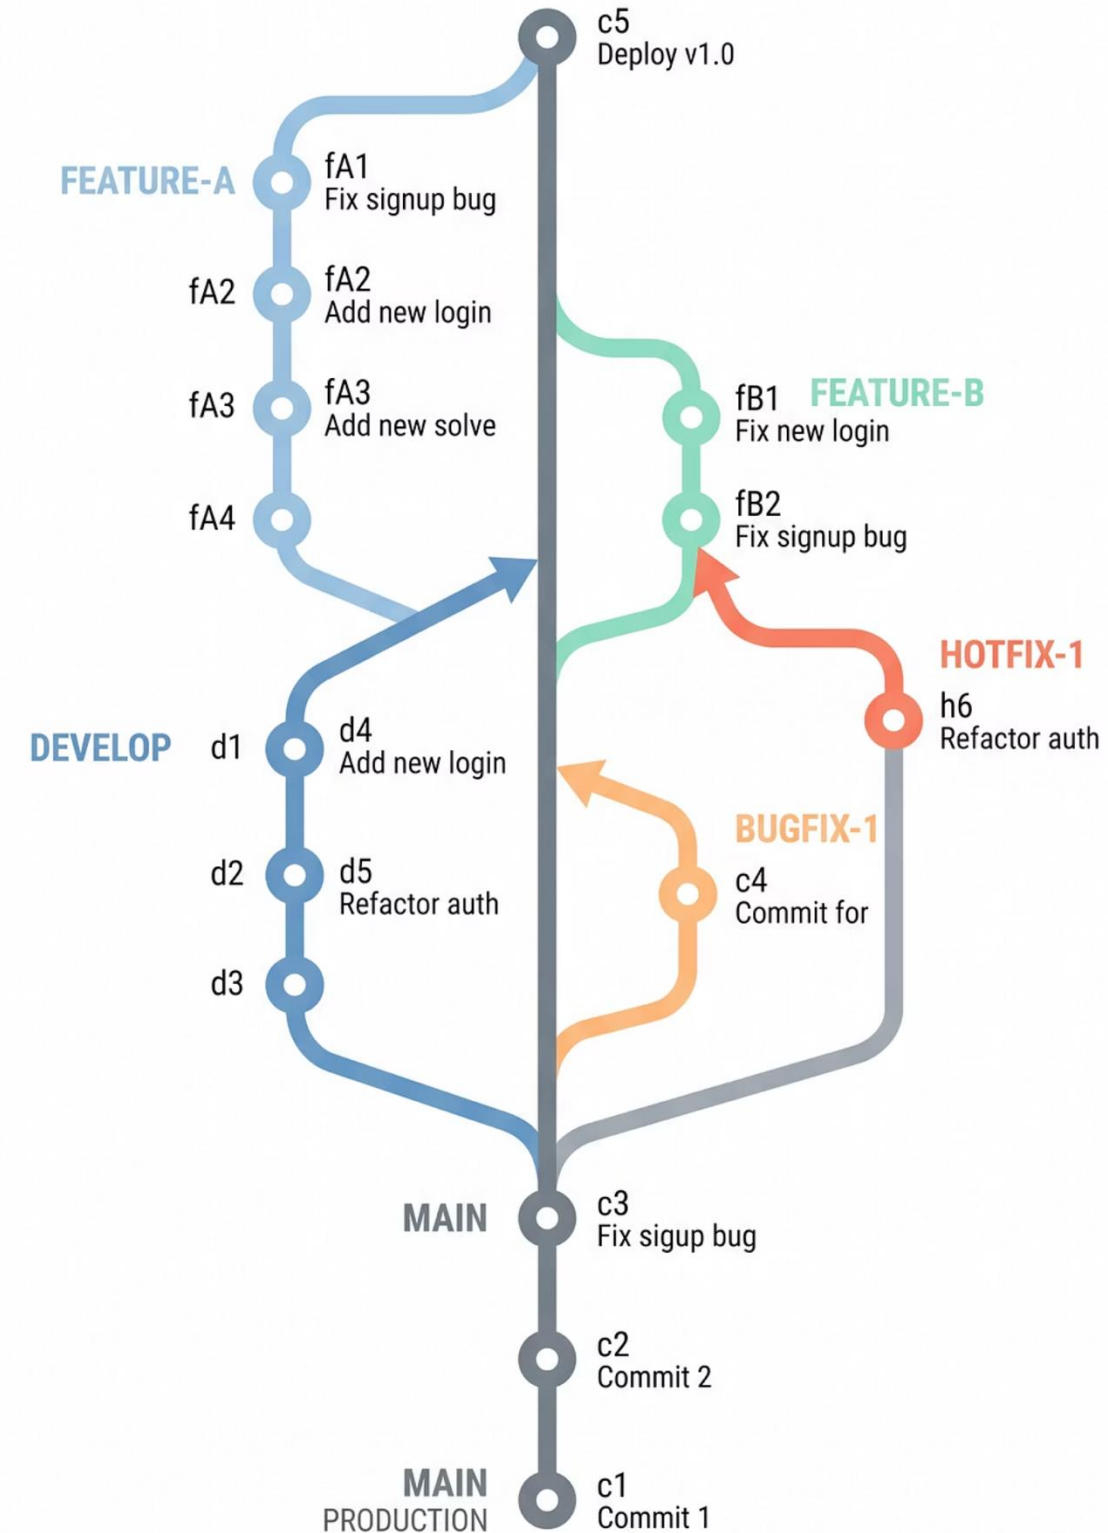 c5
Deploy v1.0
FEATURE-A
fA1
Fix signup bug
fA2
fA2
Add new login
fA3
fA3
Add new solve
fB1
Fix new login
FEATURE-B
fA4
fB2
Fix signup bug
HOTFIX-1
h6
Refactor auth
DEVELOP
d1
d4
Add new login
BUGFIX-1
c4
Commit for
d2
d5
Refactor auth
d3
MAIN
c3
Fix sigup bug
c2
Commit 2
MAIN
PRODUCTION
c1
Commit 1